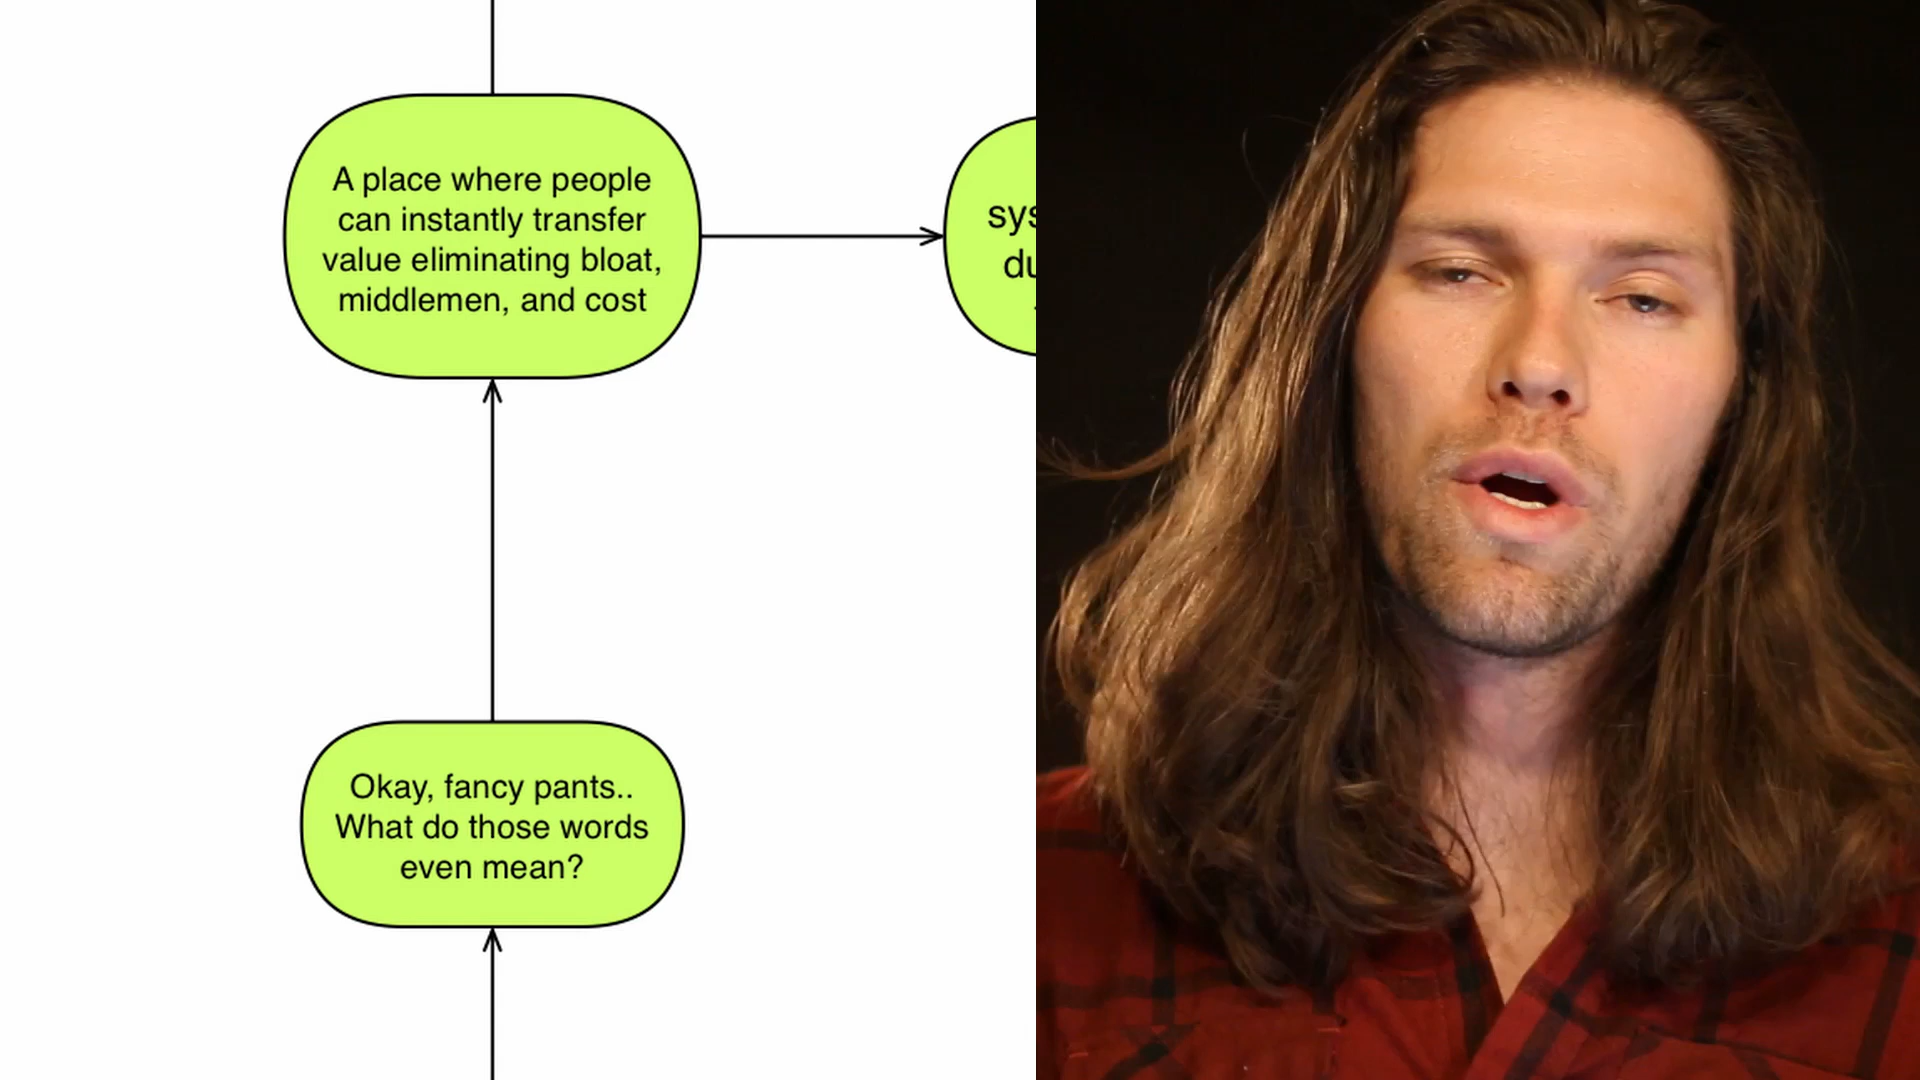 A place where people
can instantly transfer
value eliminating bloat,
middlemen, and cost
Okay, fancy pants..
What do those words
even mean?